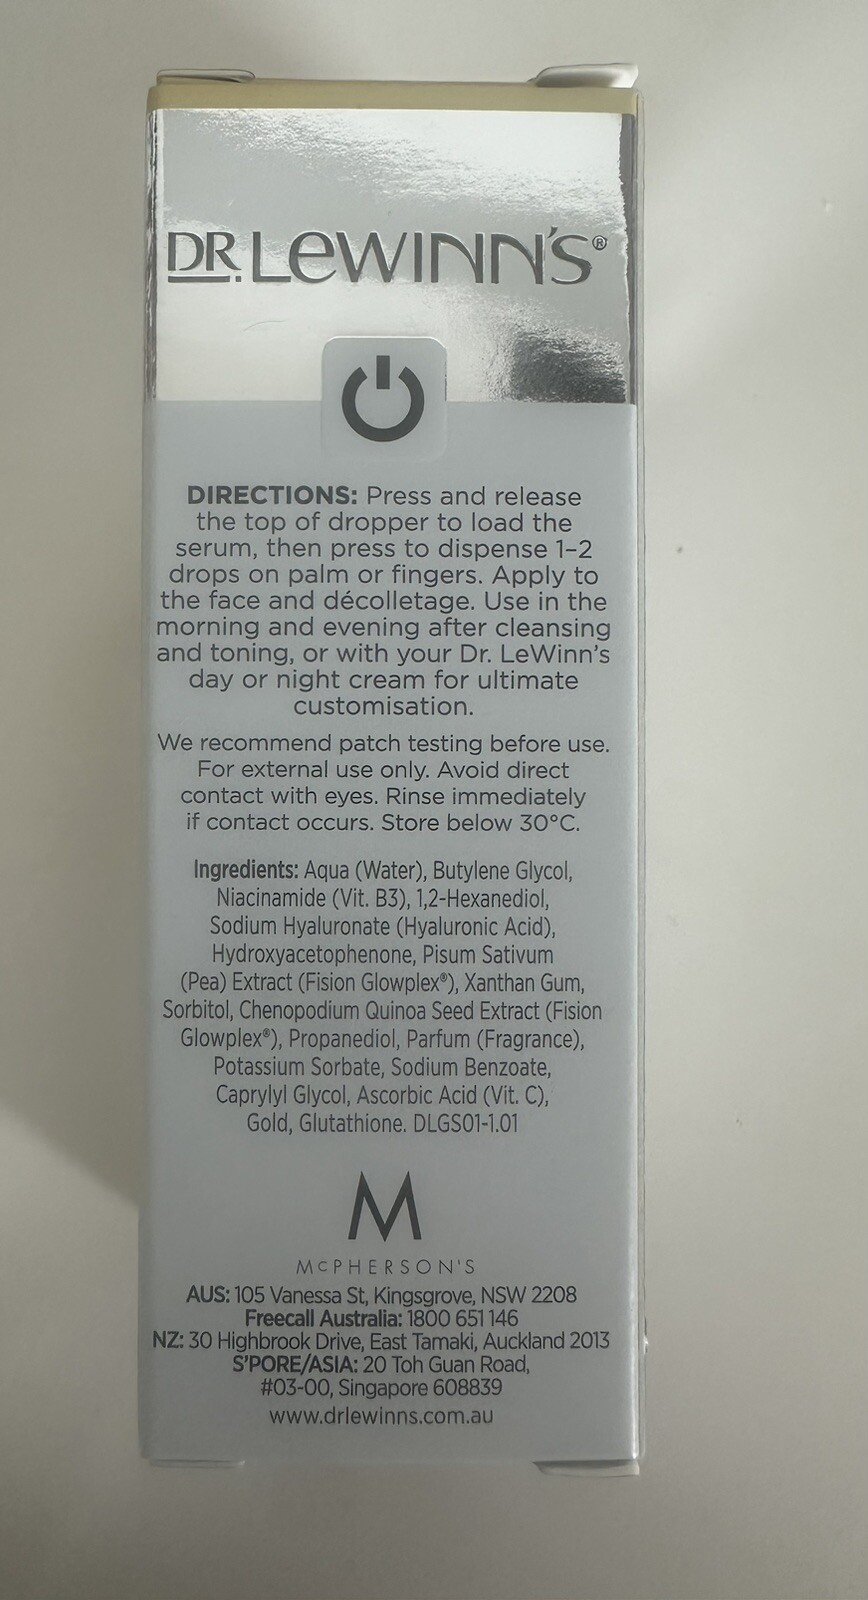 DR. LeWINN'S®
DIRECTIONS: Press and release
the top of dropper to load the
serum, then press to dispense 1–2
drops on palm or fingers. Apply to
the face and décolletage. Use in the
morning and evening after cleansing
and toning, or with your Dr. LeWinn's
day or night cream for ultimate
customisation.
We recommend patch testing before use.
For external use only. Avoid direct
contact with eyes. Rinse immediately
if contact occurs. Store below 30°C.
Ingredients: Aqua (Water), Butylene Glycol,
Niacinamide (Vit. B3), 1,2-Hexanediol,
Sodium Hyaluronate (Hyaluronic Acid),
Hydroxyacetophenone, Pisum Sativum
(Pea) Extract (Fision Glowplex®), Xanthan Gum,
Sorbitol, Chenopodium Quinoa Seed Extract (Fision
Glowplex®), Propanediol, Parfum (Fragrance),
Potassium Sorbate, Sodium Benzoate,
Caprylyl Glycol, Ascorbic Acid (Vit. C),
Gold, Glutathione. DLGS01-1.01
M
McPHERSON'S
AUS: 105 Vanessa St, Kingsgrove, NSW 2208
Freecall Australia: 1800 651 146
NZ: 30 Highbrook Drive, East Tamaki, Auckland 2013
S'PORE/ASIA: 20 Toh Guan Road,
#03-00, Singapore 608839
www.drlewinns.com.au